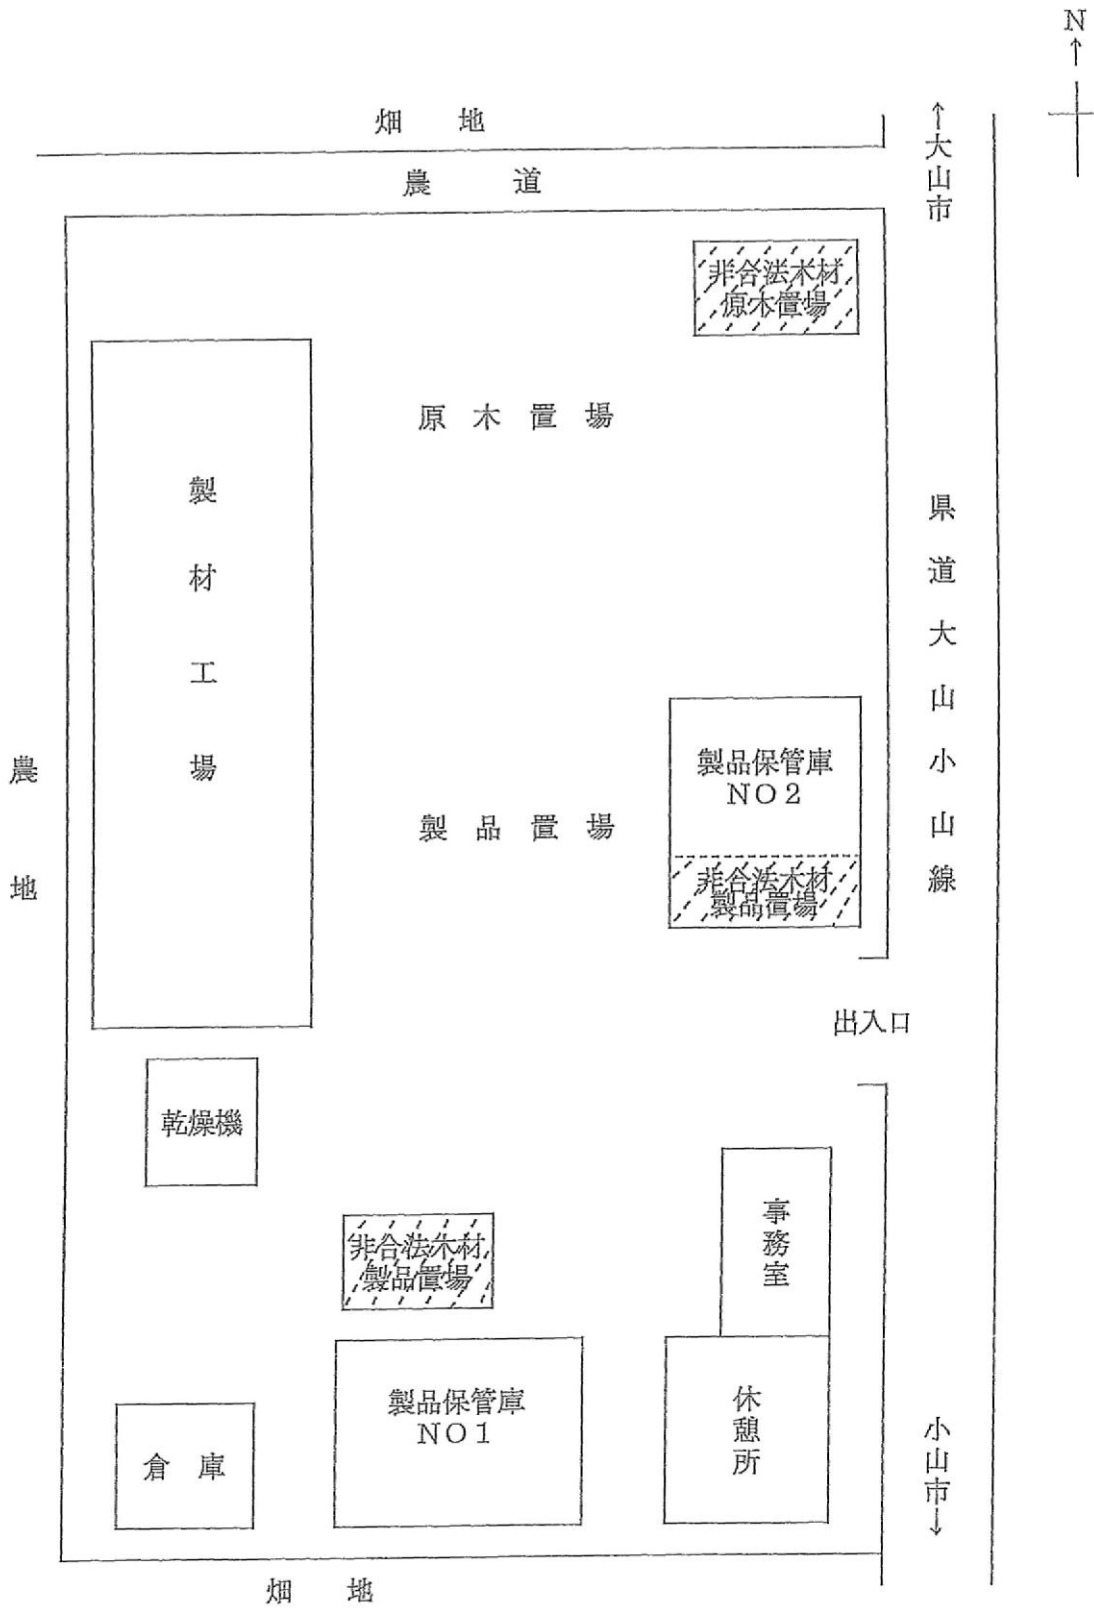 N
↑
畑　地
農　道
↑大山市
非合法木材
原木置場
原木置場
製材工場
県道大山小山線
製品保管庫
NO2
農地
製品置場
非合法木材
製品置場
出入口
乾燥機
事務室
非合法木材
製品置場
製品保管庫
NO1
休憩所
倉　庫
小山市→
畑　地